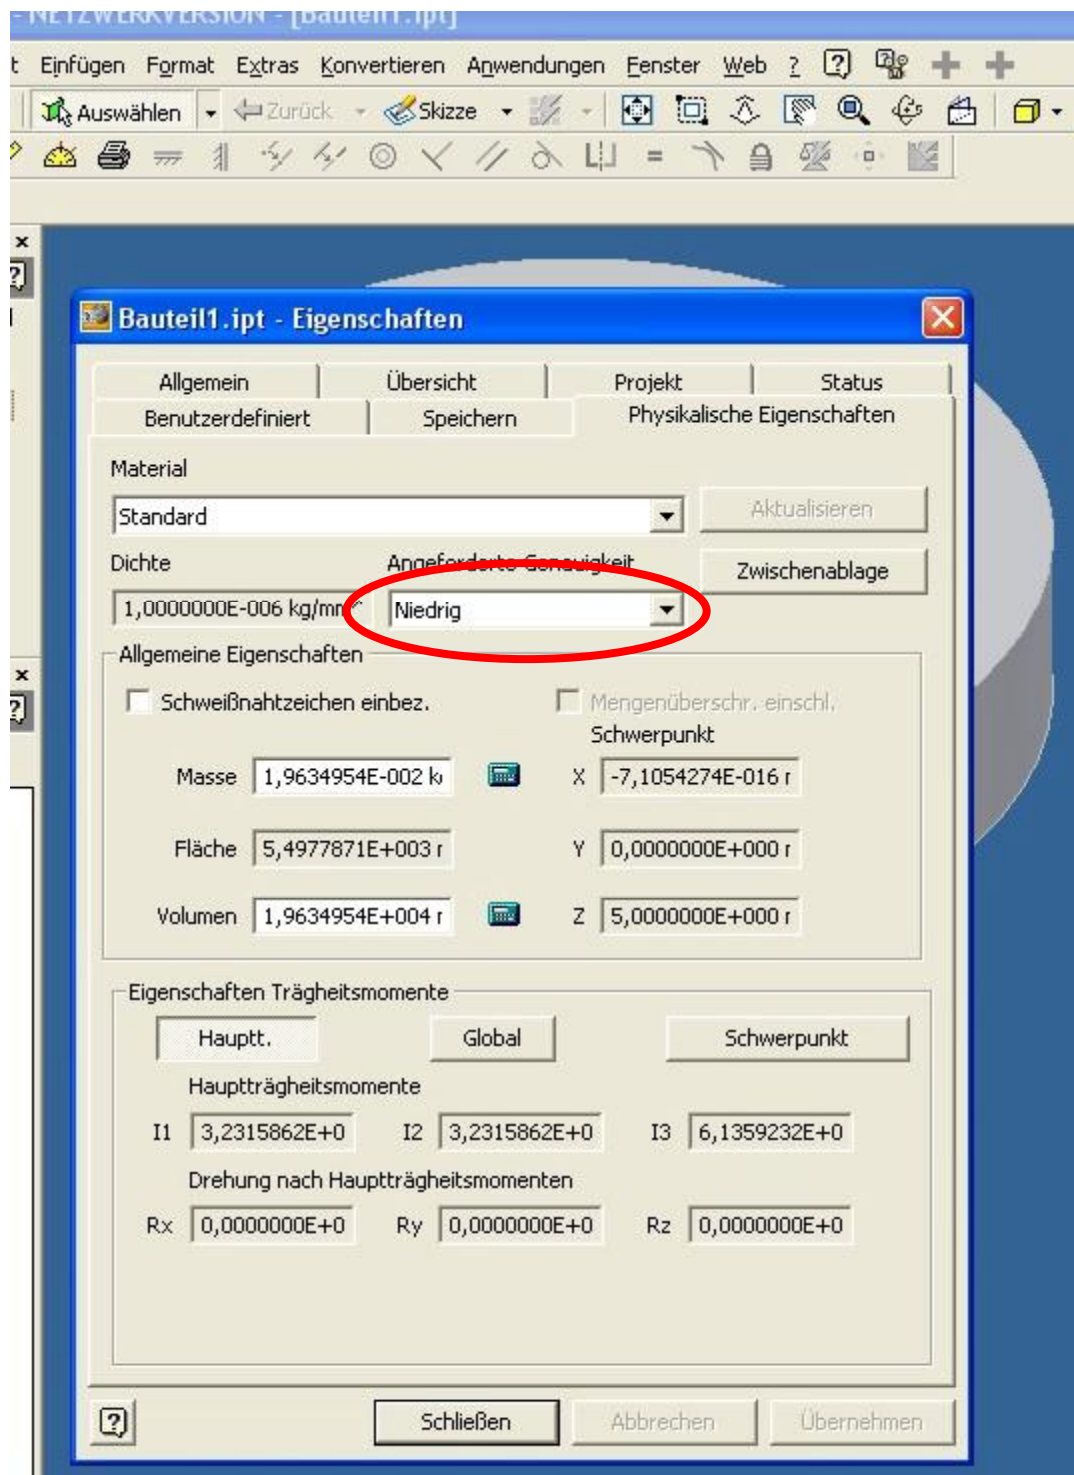 - NETZWERKVERSION - [Bauteil1.ipt]
t Einfügen Format Extras Konvertieren Anwendungen Fenster Web ?
Auswählen Zurück Skizze
Bauteil1.ipt - Eigenschaften
Allgemein Übersicht Projekt Status
Benutzerdefiniert Speichern Physikalische Eigenschaften
Material
Standard Aktualisieren
Dichte Angeforderte Genauigkeit Zwischenablage
1,0000000E-006 kg/mm^ Niedrig
Allgemeine Eigenschaften
Schweißnahtzeichen einbez. Mengenüberschr. einschl.
Schwerpunkt
Masse 1,9634954E-002 k X -7,1054274E-016 r
Fläche 5,4977871E+003 r Y 0,0000000E+000 r
Volumen 1,9634954E+004 r Z 5,0000000E+000 r
Eigenschaften Trägheitsmomente
Hauptt. Global Schwerpunkt
Hauptträgheitsmomente
I1 3,2315862E+0 I2 3,2315862E+0 I3 6,1359232E+0
Drehung nach Hauptträgheitsmomenten
Rx 0,0000000E+0 Ry 0,0000000E+0 Rz 0,0000000E+0
Schließen Abbrechen Übernehmen